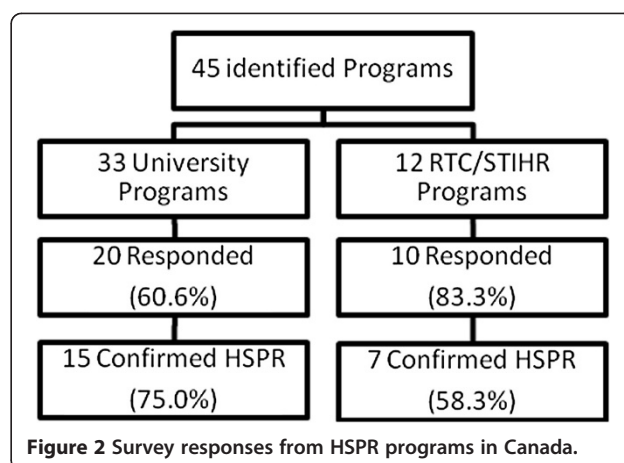 45 identified Programs
33 University
Programs
12 RTC/STIHR
Programs
20 Responded
(60.6%)
10 Responded
(83.3%)
15 Confirmed HSPR
(75.0%)
7 Confirmed HSPR
(58.3%)
Figure 2 Survey responses from HSPR programs in Canada.